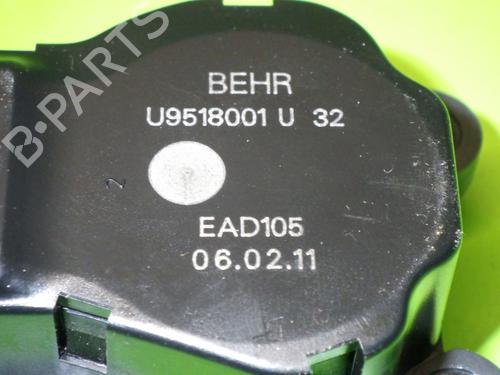 B-PARTS
BEHR
U9518001 U 32
EAD105
06.02.11